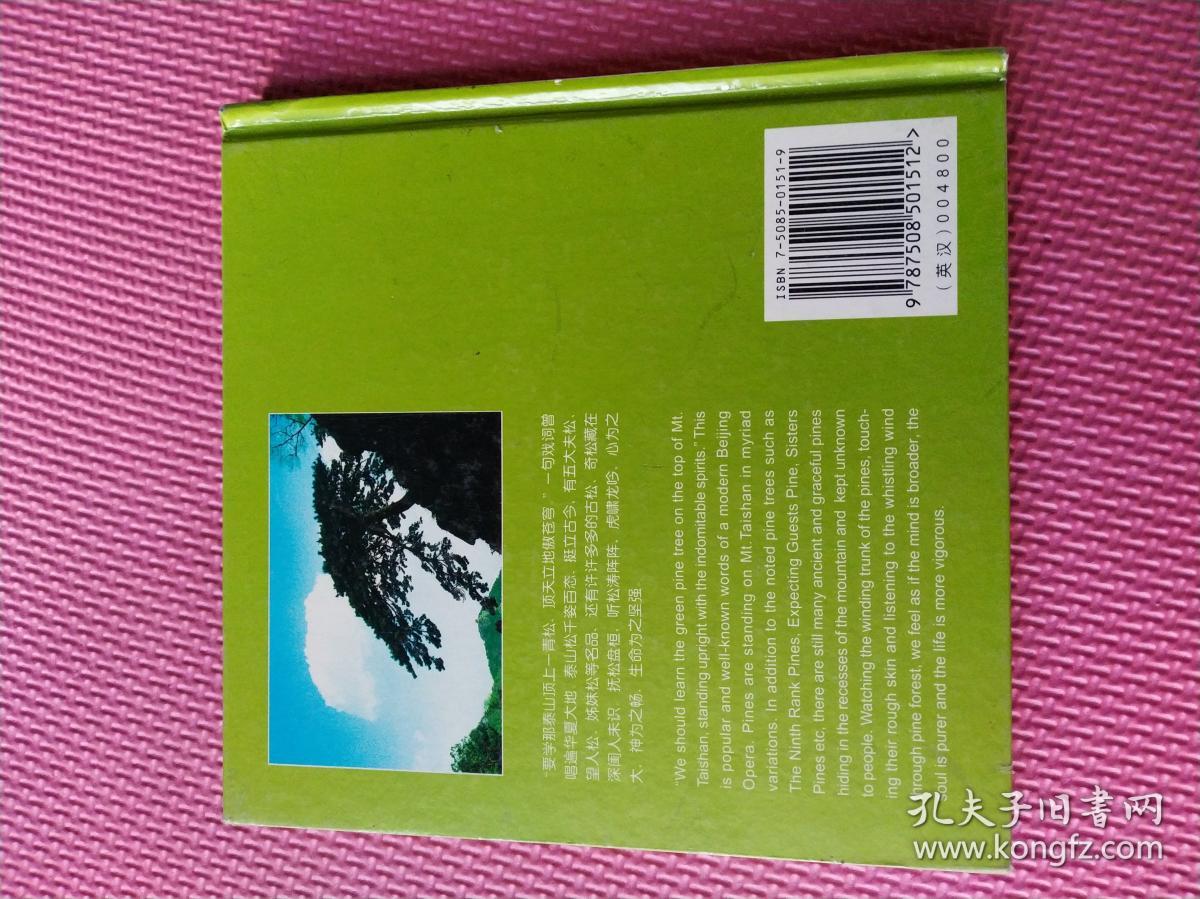 "要学那泰山顶上一青松，顶天立地傲苍穹。"一句戏词曾
唱遍华夏大地。泰山松千姿百态，挺立古今，有五大夫松、
望人松、姊妹松等名品，还有许许多多的古松、奇松藏在
深闺人未识。抚松盘桓，听松涛阵阵，虎啸龙吟，心为之
大，神为之畅，生命为之坚强。
"We should learn the green pine tree on the top of Mt.
Taishan, standing upright with the indomitable spirits." This
is popular and well-known words of a modern Beijing
Opera. Pines are standing on Mt.Taishan in myriad
variations. In addition to the noted pine trees such as
The Ninth Rank Pines, Expecting Guests Pine, Sisters
Pines etc, there are still many ancient and graceful pines
hiding in the recesses of the mountain and kept unknown
to people. Watching the winding trunk of the pines, touch-
ing their rough skin and listening to the whistling wind
through pine forest, we feel as if the mind is broader, the
soul is purer and the life is more vigorous.
ISBN 7-5085-0151-9
9 787508 501512 >
(英汉) 004800
孔夫子旧书网
www.kongfz.com